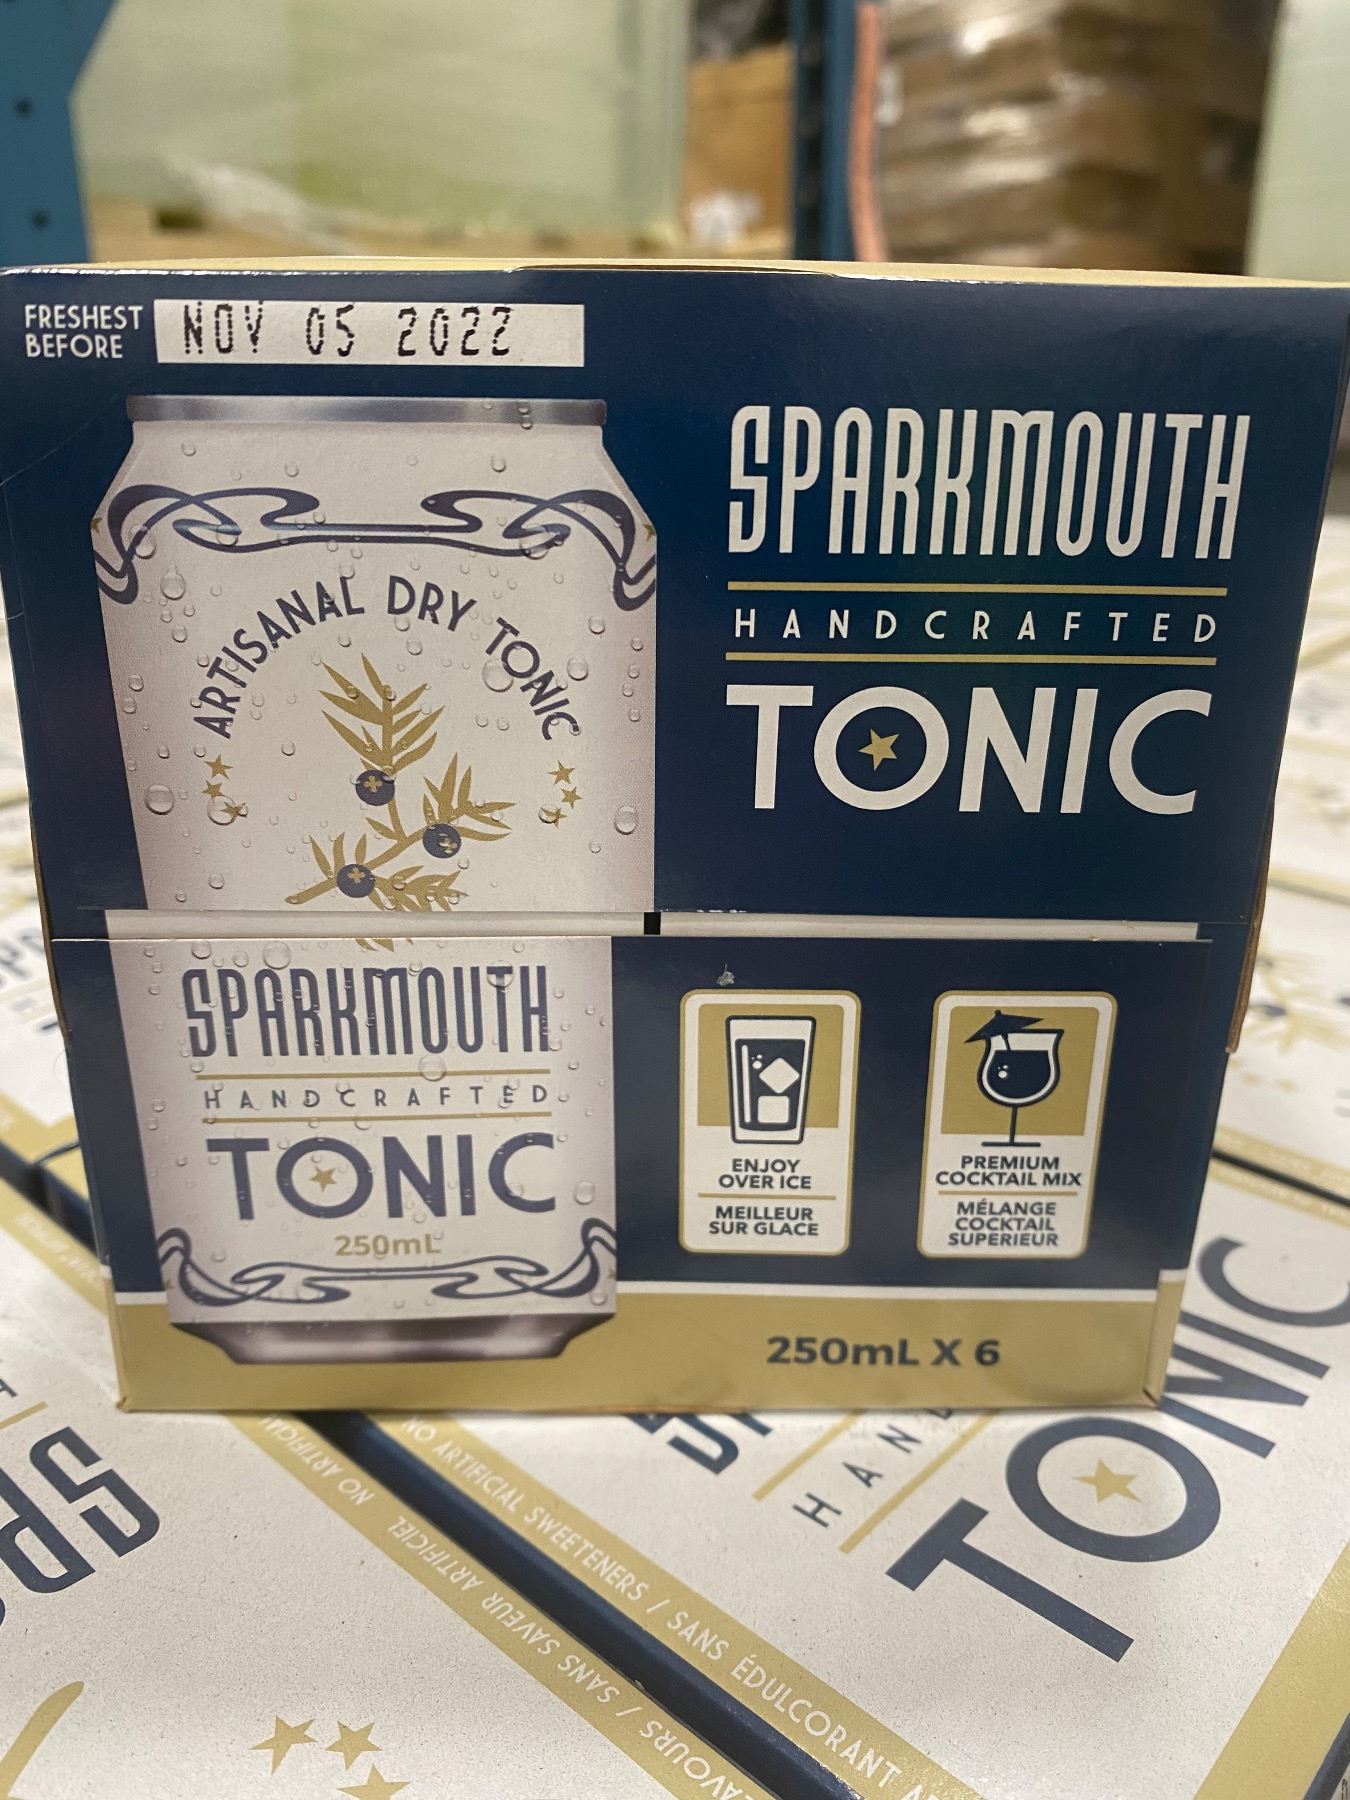 FRESHEST
BEFORE
NOV 05 2022
ARTISANAL DRY TONIC
SPARKMOUTH
HANDCRAFTED
TONIC
SPARKMOUTH
HANDCRAFTED
TONIC
250mL
ENJOY
OVER ICE
MEILLEUR
SUR GLACE
PREMIUM
COCKTAIL MIX
MÉLANGE
COCKTAIL
SUPERIEUR
250mL X 6
TONIC
NO ARTIFICIAL SWEETENERS / SANS ÉDULCORANT
NO ARTIFICIAL
/ SANS SAVEUR ARTIFICIEL